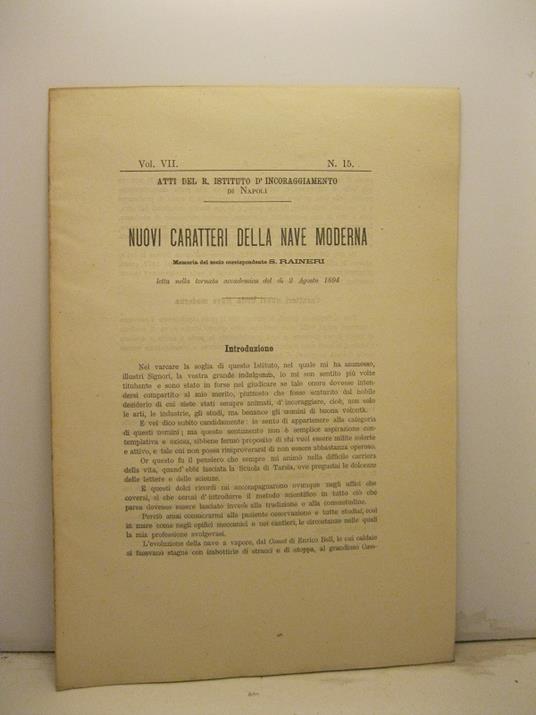 Vol. VII. N. 15.
ATTI DEL R. ISTITUTO D' INCORAGGIAMENTO
DI NAPOLI
NUOVI CARATTERI DELLA NAVE MODERNA
Memoria del socio corrispondente S. RAINERI
letta nella tornata accademica del dì 2 Agosto 1894
Introduzione
Nel varcare la soglia di questo Istituto, nel quale mi ha ammesso,
illustri Signori, la vostra grande indulgenza, io mi son sentito più volte
titubante e sono stato in forse nel giudicare se tale onore dovesse inten-
dersi compartito al mio merito, piuttosto che fosse scaturito dal nobile
desiderio di cui siete stati sempre animati, d' incoraggiare, cioè, non solo
le arti, le industrie, gli studi, ma benanco gli uomini di buona volontà.
E vel dico subito candidamente: io sento di appartenere alla categoria
di questi uomini; ma questo sentimento non è semplice aspirazione con-
templativa e oziosa, sibbene fermo proposito di chi vuol essere milite solerte
e attivo, e tale cui non possa rimproverarsi di non essere abbastanza operoso.
Or questo fu il pensiero che sempre mi animò nella difficile carriera
della vita, quand' ebbi lasciata la Scuola di Tarsia, ove pregustai le dolcezze
delle lettere e delle scienze.
E questi dolci ricordi mi accompagnarono ovunque negli uffici che
coversi, sì che cercai d' introdurre il metodo scientifico in tutto ciò che
parea dovesse essere lasciato invece alla tradizione e alla consuetudine.
Perciò amai consacrarmi alle paziente osservazione e tutte studiai, così
in mare come negli opifici meccanici e nei cantieri, le circostanze nelle quali
la mia professione svolgevasi.
L'evoluzione della nave a vapore, dal Comet di Enrico Bell, le cui caldaie
si facevano stagne con imbottirle di stracci e di stoppa, al grandioso